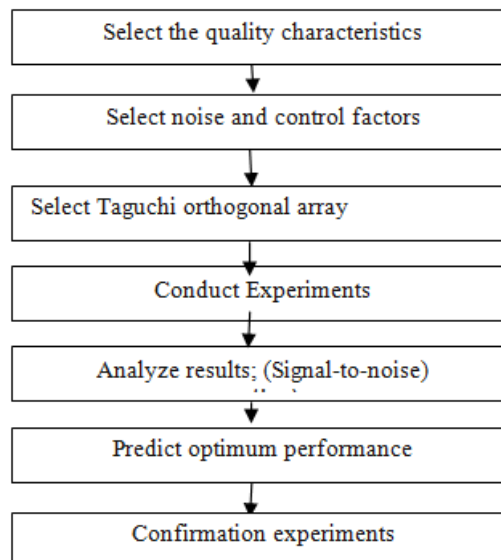 Select the quality characteristics
Select noise and control factors
Select Taguchi orthogonal array
Conduct Experiments
Analyze results; (Signal-to-noise)
Predict optimum performance
Confirmation experiments